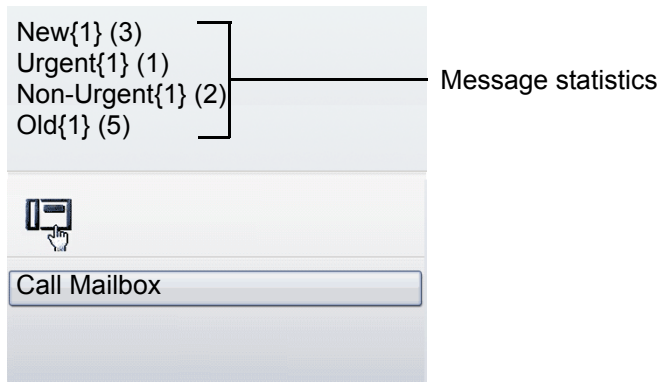 New{1} (3)
Urgent{1} (1)
Non-Urgent{1} (2)
Old{1} (5)
Message statistics
Call Mailbox